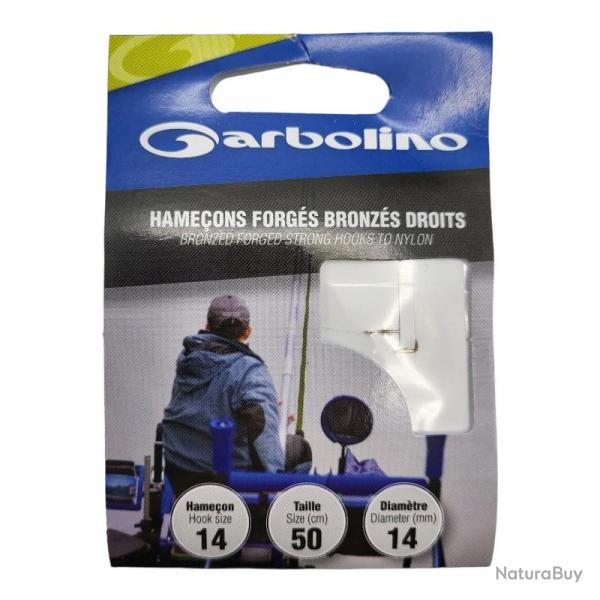 Garbolino
HAMEÇONS FORGÉS BRONZÉS DROITS
BRONZED FORGED STRONG HOOKS TO NYLON
Hameçon
Hook size
14
Taille
Size (cm)
50
Diamètre
Diameter (mm)
14
NaturaBuy